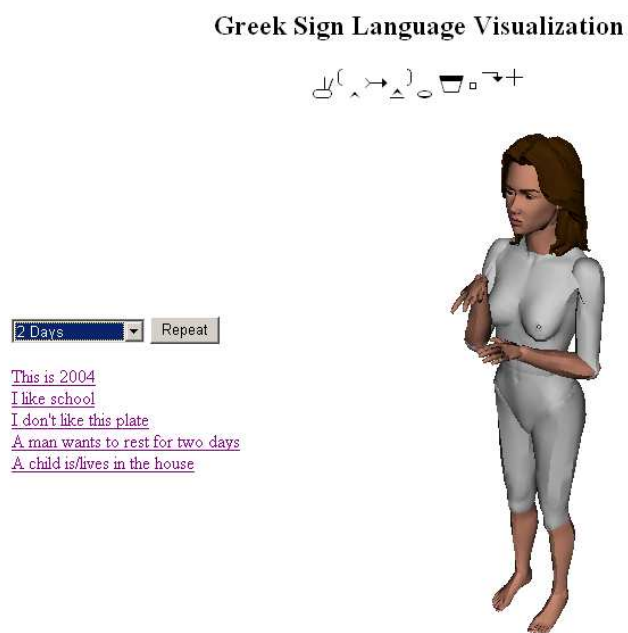 Greek Sign Language Visualization
2 Days
Repeat
This is 2004
I like school
I don't like this plate
A man wants to rest for two days
A child is/lives in the house